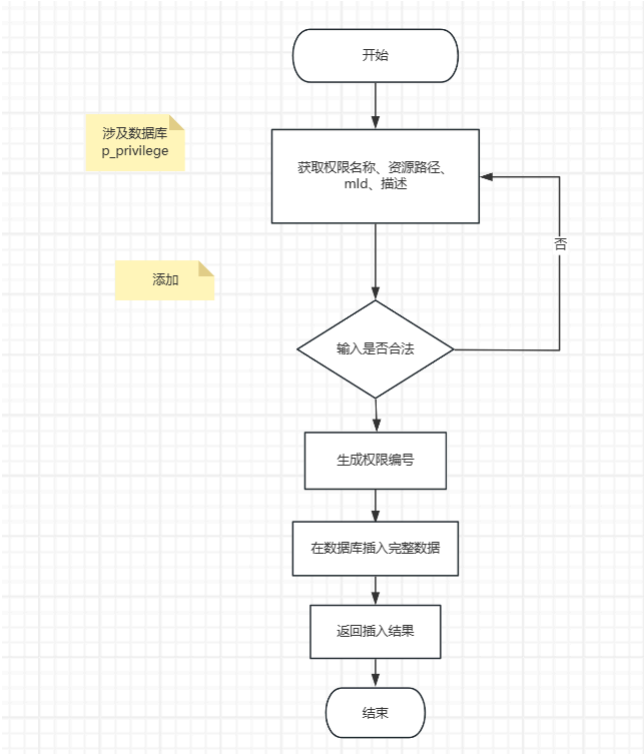 开始
涉及数据库
p_privilege
获取权限名称、资源路径、
mId、描述
否
添加
输入是否合法
生成权限编号
在数据库插入完整数据
返回插入结果
结束